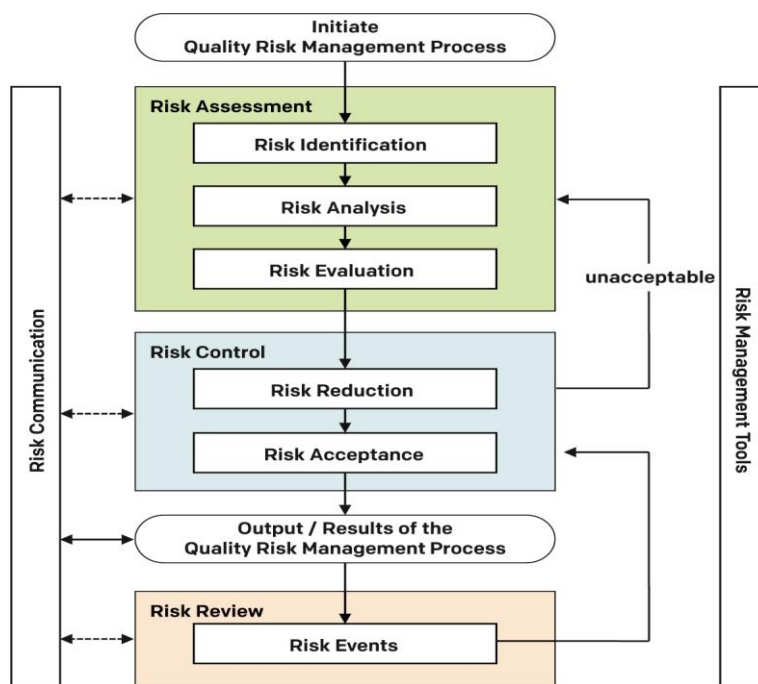 Initiate
Quality Risk Management Process
Risk Assessment
Risk Identification
Risk Analysis
Risk Evaluation
unacceptable
Risk Communication
Risk Management Tools
Risk Control
Risk Reduction
Risk Acceptance
Output / Results of the
Quality Risk Management Process
Risk Review
Risk Events